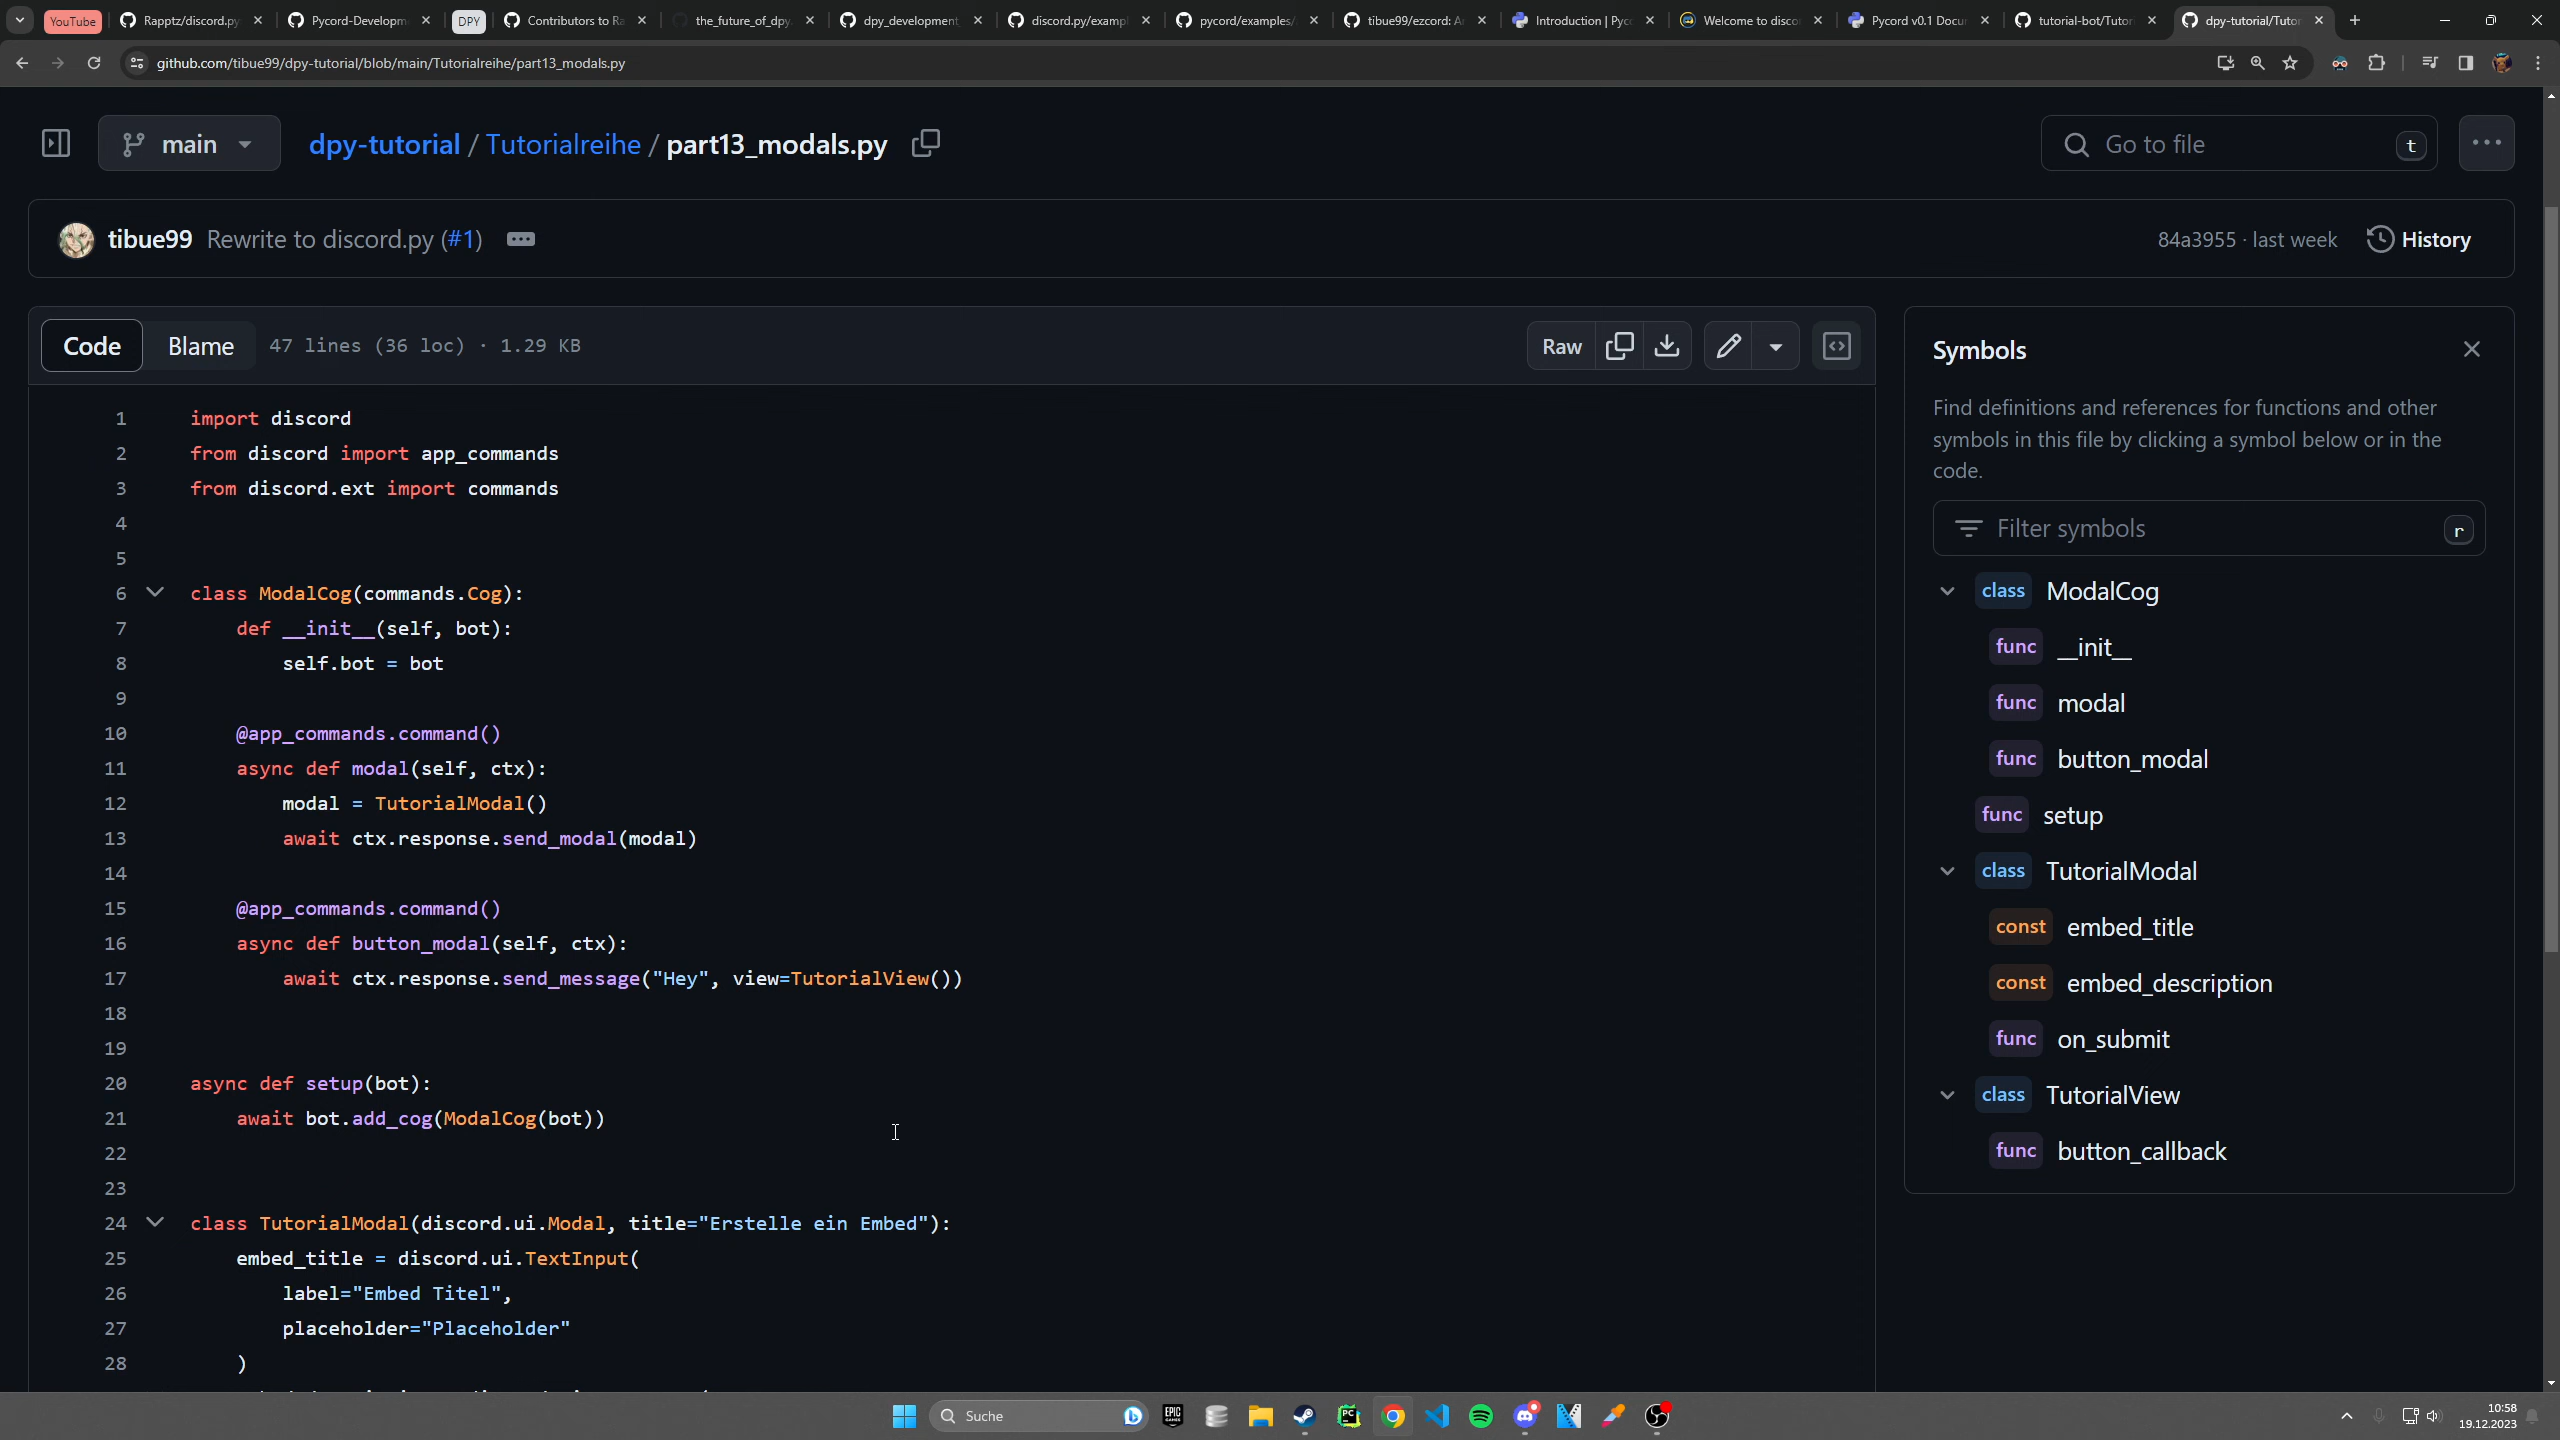 YouTube
Rapptz/discord.py
Pycord-Developm
DPY
Contributors to Ra
the_future_of_dpy
dpy_development
discord.py/exampl
pycord/examples/
tibue99/ezcord: A
Introduction | Pyc
Welcome to disco
Pycord v0.1 Docu
tutorial-bot/Tutor
dpy-tutorial/Tutor
github.com/tibue99/dpy-tutorial/blob/main/Tutorialreihe/part13_modals.py
main
dpy-tutorial / Tutorialreihe / part13_modals.py
Go to file
t
tibue99 Rewrite to discord.py (#1)
84a3955 · last week
History
Code
Blame
47 lines (36 loc) · 1.29 KB
Raw
1 import discord
2 from discord import app_commands
3 from discord.ext import commands
4
5
6 class ModalCog(commands.Cog):
7 def __init__(self, bot):
8 self.bot = bot
9
10 @app_commands.command()
11 async def modal(self, ctx):
12 modal = TutorialModal()
13 await ctx.response.send_modal(modal)
14
15 @app_commands.command()
16 async def button_modal(self, ctx):
17 await ctx.response.send_message("Hey", view=TutorialView())
18
19
20 async def setup(bot):
21 await bot.add_cog(ModalCog(bot))
22
23
24 class TutorialModal(discord.ui.Modal, title="Erstelle ein Embed"):
25 embed_title = discord.ui.TextInput(
26 label="Embed Titel",
27 placeholder="Placeholder"
28 )
Symbols
Find definitions and references for functions and other
symbols in this file by clicking a symbol below or in the
code.
Filter symbols
r
class ModalCog
func __init__
func modal
func button_modal
func setup
class TutorialModal
const embed_title
const embed_description
func on_submit
class TutorialView
func button_callback
Suche
EPIC GAMES
PC
10:58
19.12.2023